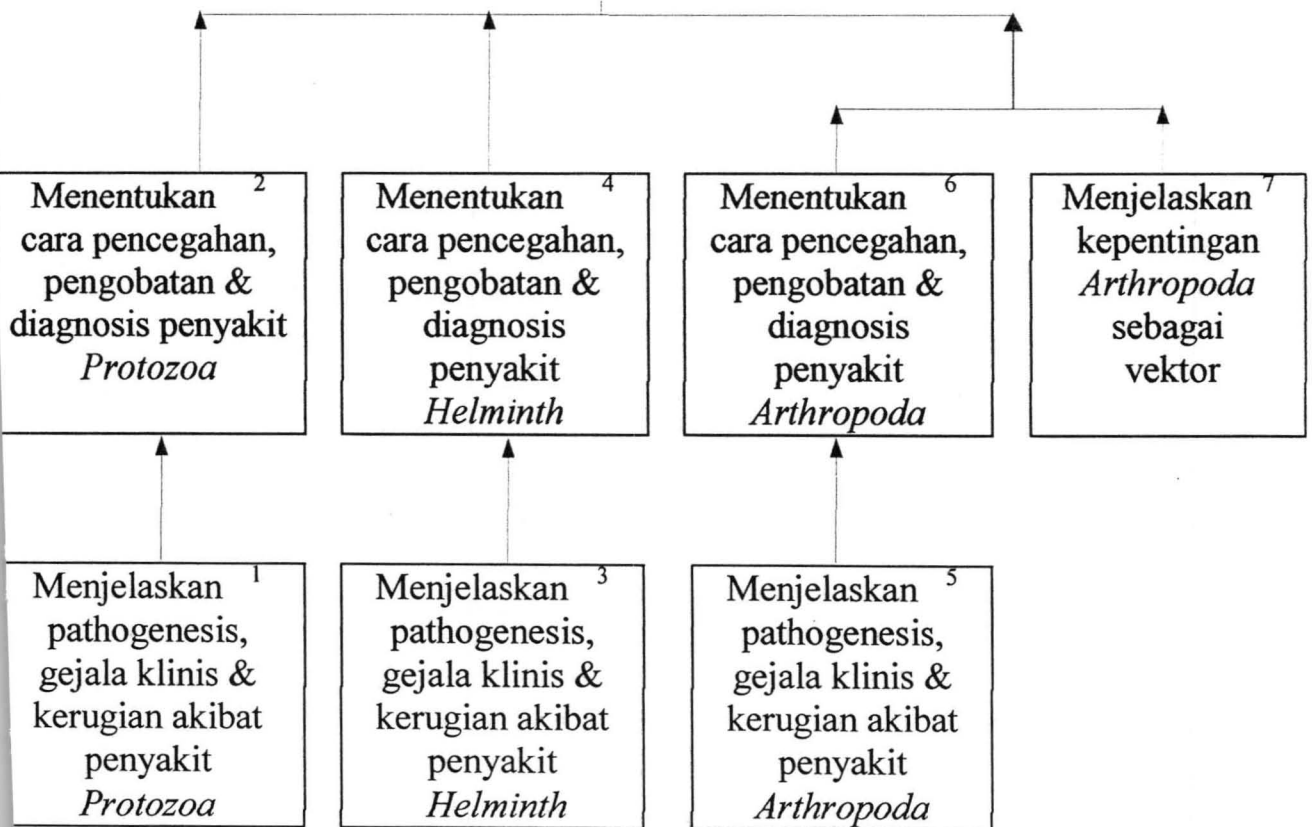 Menentukan 2
cara pencegahan,
pengobatan &
diagnosis penyakit
Protozoa
Menentukan 4
cara pencegahan,
pengobatan &
diagnosis
penyakit
Helminth
Menentukan 6
cara pencegahan,
pengobatan &
diagnosis
penyakit
Arthropoda
Menjelaskan 7
kepentingan
Arthropoda
sebagai
vektor
Menjelaskan 1
pathogenesis,
gejala klinis &
kerugian akibat
penyakit
Protozoa
Menjelaskan 3
pathogenesis,
gejala klinis &
kerugian akibat
penyakit
Helminth
Menjelaskan 5
pathogenesis,
gejala klinis &
kerugian akibat
penyakit
Arthropoda